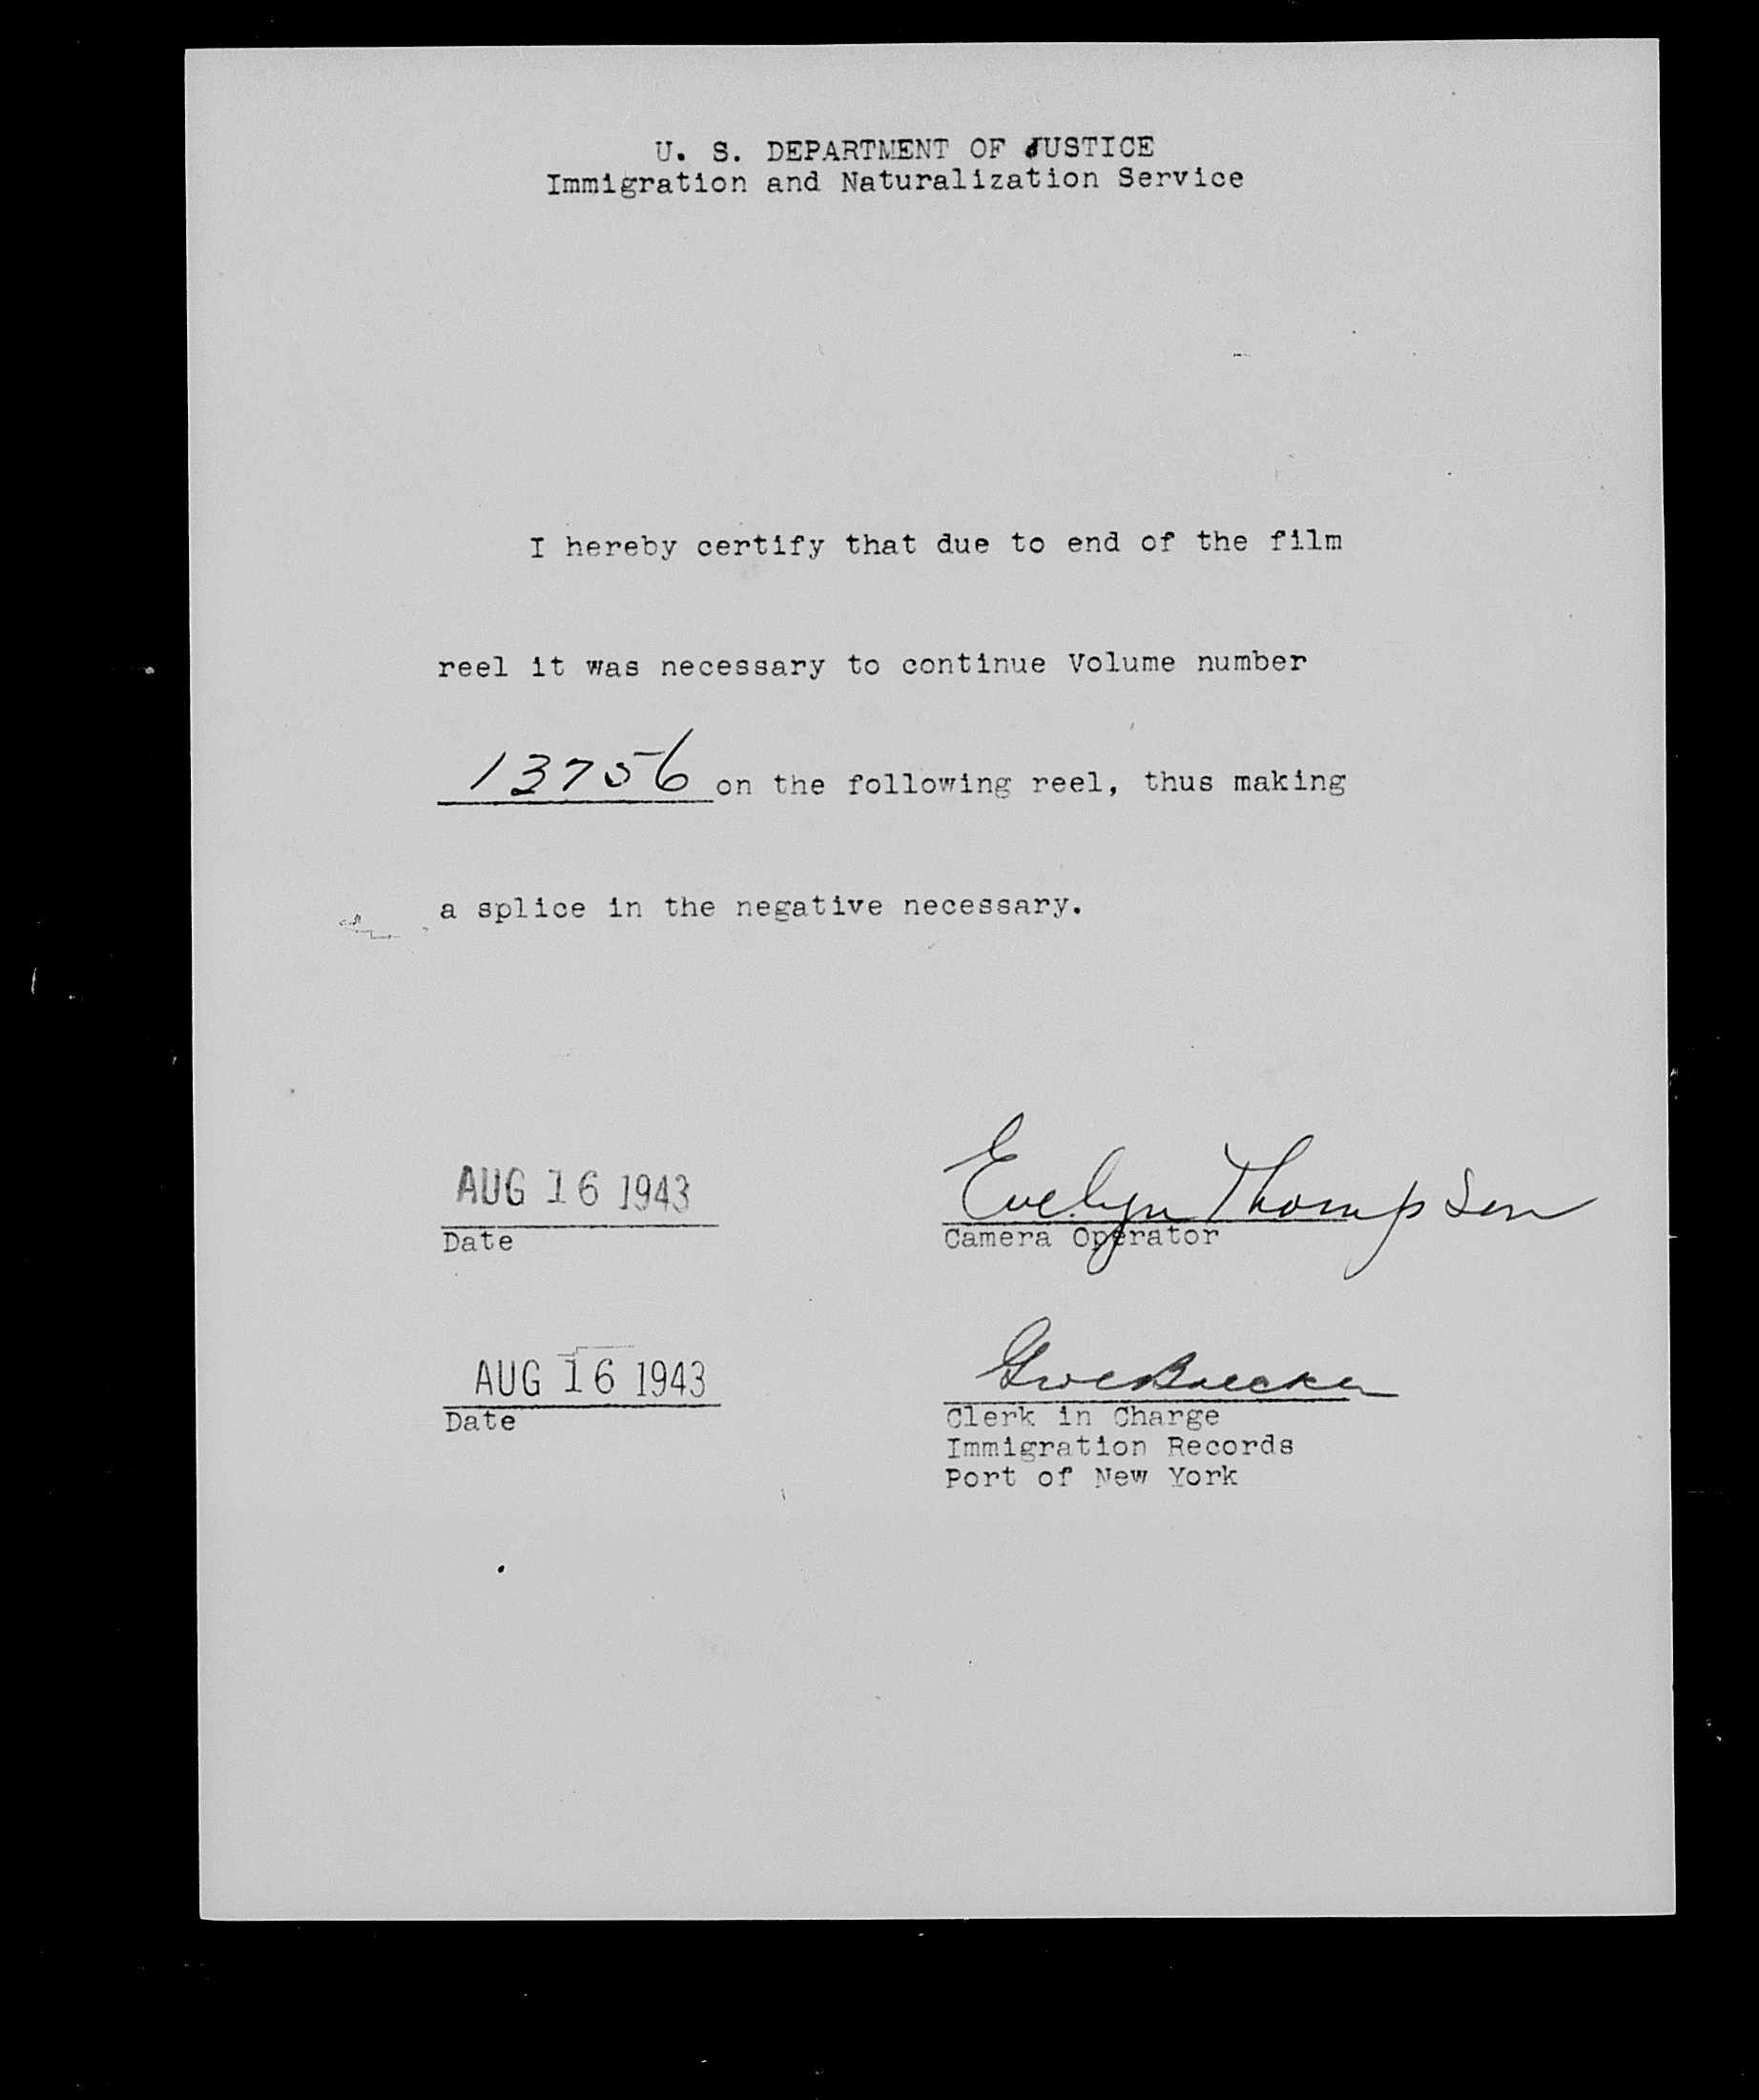 U. S. DEPARTMENT OF JUSTICE
Immigration and Naturalization Service
I hereby certify that due to end of the film
reel it was necessary to continue Volume number
13756 on the following reel, thus making
a splice in the negative necessary.
AUG 16 1943
Date
Evelyn Thompson
Camera Operator
AUG 16 1943
Date
Clerk in Charge
Immigration Records
Port of New York